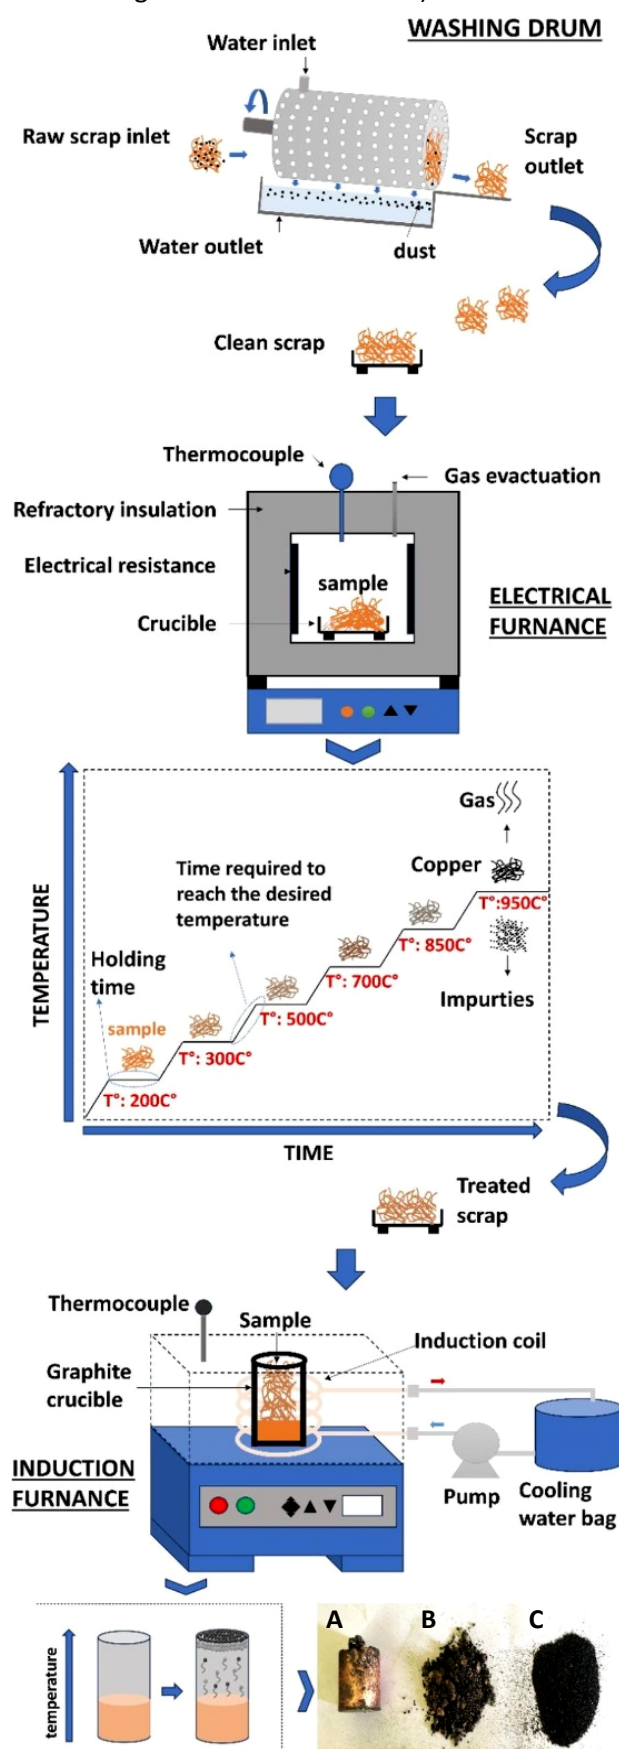 WASHING DRUM
Water inlet
Raw scrap inlet
Scrap
outlet
Water outlet
dust
Clean scrap
Thermocouple
Gas evactuation
Refractory insulation
Electrical resistance
sample
Crucible
ELECTRICAL
FURNANCE
TEMPERATURE
Gas
Time required to
reach the desired
temperature
Copper
T°:950C°
T°: 850C°
Holding
time
T°: 700C°
Impurties
T°: 500C°
sample
T°: 300C°
T°: 200C°
TIME
Treated
scrap
Thermocouple
Sample
Induction coil
Graphite
crucible
INDUCTION
FURNANCE
Pump
Cooling
water bag
temperature
A
B
C